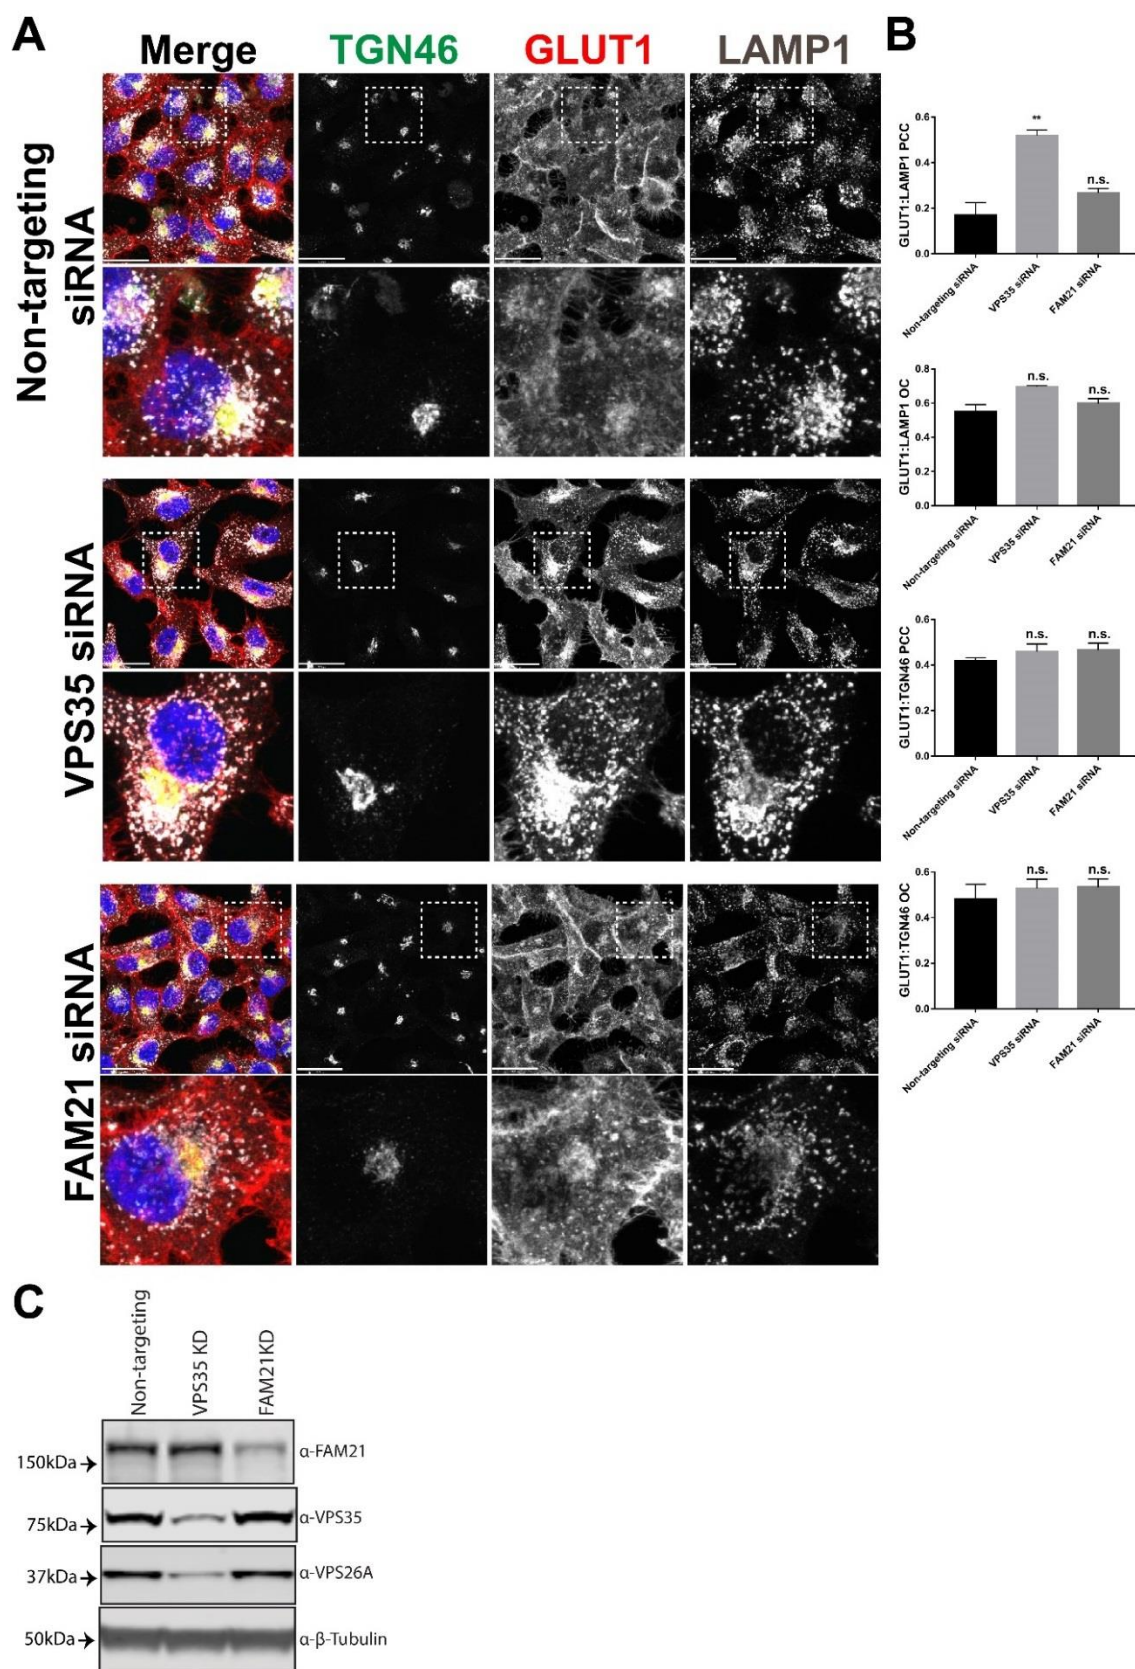 A
Merge
TGN46
GLUT1
LAMP1
Non-targeting
siRNA
VPS35 siRNA
FAM21 siRNA
B
GLUT1:LAMP1 PCC
0.6
0.4
0.2
0.0
**
n.s.
Non-targeting siRNA
VPS35 siRNA
FAM21 siRNA
GLUT1:LAMP1 OC
0.8
0.6
0.4
0.2
0.0
n.s.
n.s.
Non-targeting siRNA
VPS35 siRNA
FAM21 siRNA
GLUT1:TGN46 PCC
0.6
0.4
0.2
0.0
n.s.
n.s.
Non-targeting siRNA
VPS35 siRNA
FAM21 siRNA
GLUT1:TGN46 OC
0.6
0.4
0.2
0.0
n.s.
n.s.
Non-targeting siRNA
VPS35 siRNA
FAM21 siRNA
C
Non-targeting
VPS35 KD
FAM21KD
150kDa→
α-FAM21
75kDa→
α-VPS35
37kDa→
α-VPS26A
50kDa→
α-β-Tubulin